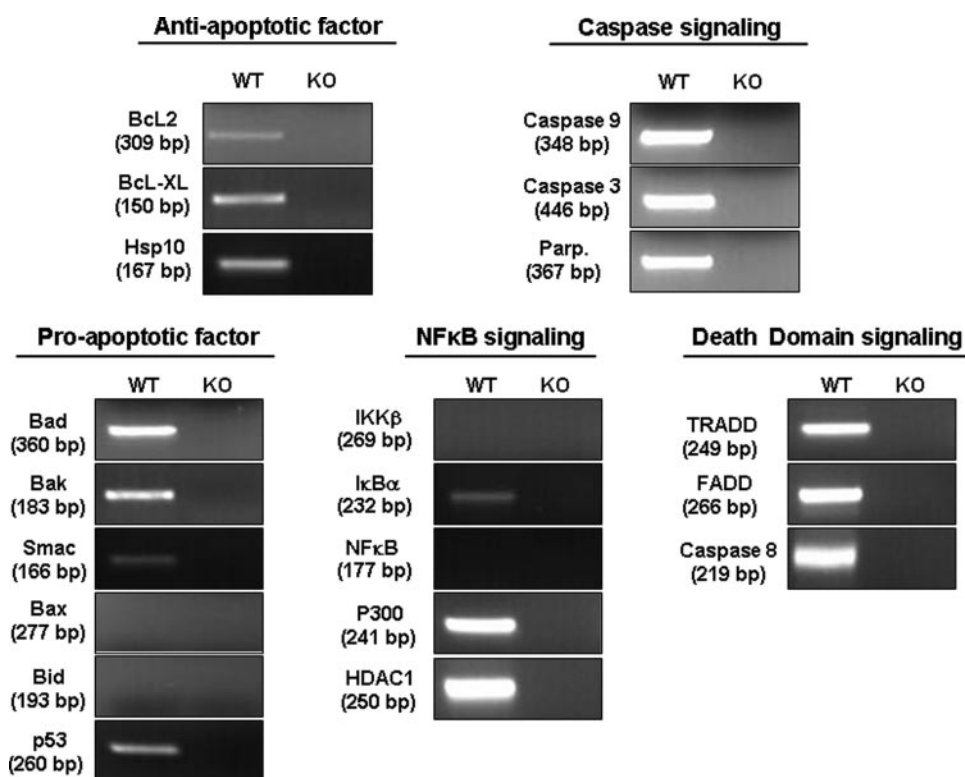 Anti-apoptotic factor
WT KO
BcL2
(309 bp)
BcL-XL
(150 bp)
Hsp10
(167 bp)
Caspase signaling
WT KO
Caspase 9
(348 bp)
Caspase 3
(446 bp)
Parp.
(367 bp)
Pro-apoptotic factor
WT KO
Bad
(360 bp)
Bak
(183 bp)
Smac
(166 bp)
Bax
(277 bp)
Bid
(193 bp)
p53
(260 bp)
NFκB signaling
WT KO
IKKβ
(269 bp)
IκBα
(232 bp)
NFκB
(177 bp)
P300
(241 bp)
HDAC1
(250 bp)
Death Domain signaling
WT KO
TRADD
(249 bp)
FADD
(266 bp)
Caspase 8
(219 bp)